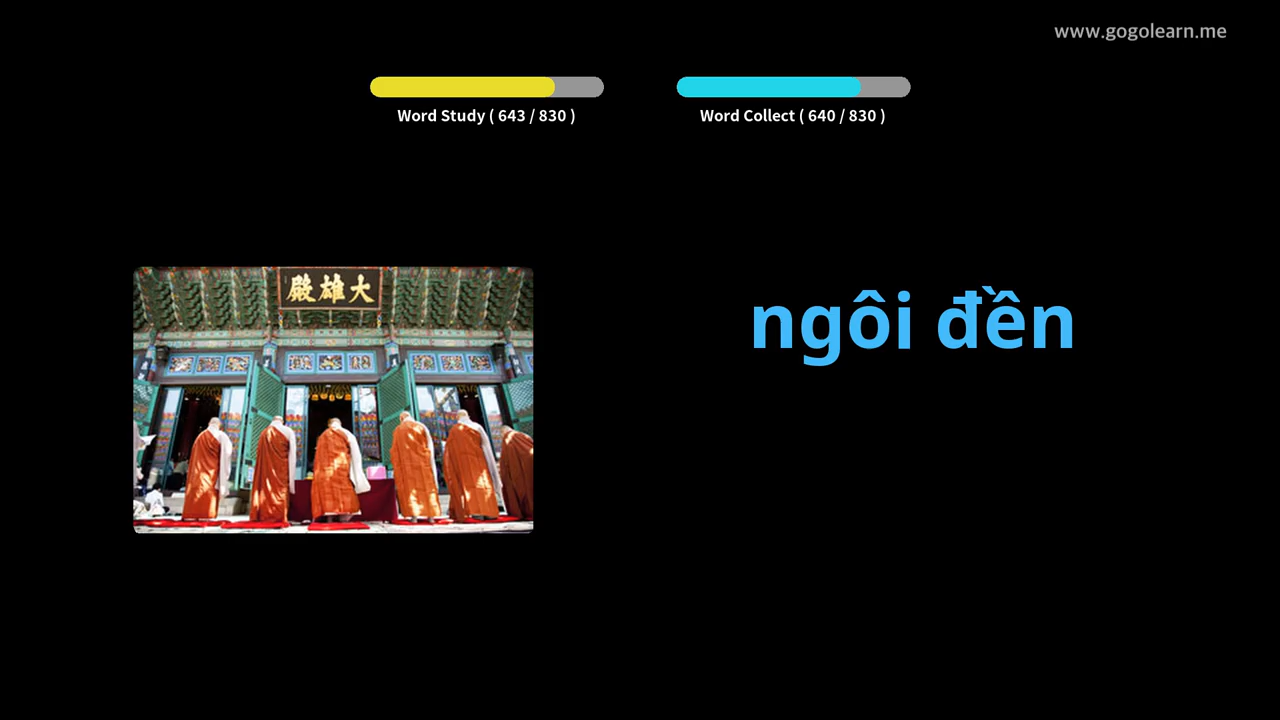 www.gogolearn.me
Word Study ( 643 / 830 )
Word Collect ( 640 / 830 )
殿雄大
ngôi đền